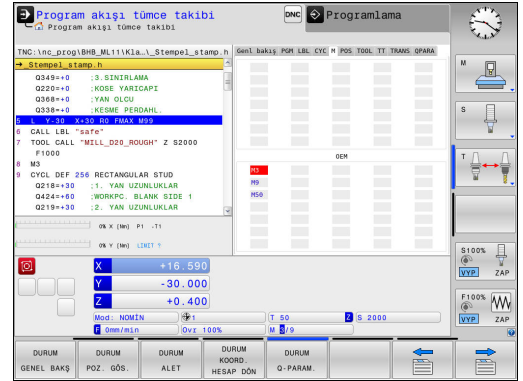 Program akışı tümce takibi
Program akışı tümce takibi
DNC
Programlama
TNC:\nc_prog\BHB_ML11\Kla…\_Stempel_stamp.h
→_Stempel_stamp.h
Q349=+0 ;3.SINIRLAMA
Q220=+0 ;KOSE YARICAPI
Q368=+0 ;YAN OLCU
Q338=+0 ;KESME PERDAHL.
5 L Y-30 X+30 R0 FMAX M99
6 CALL LBL "safe"
7 TOOL CALL "MILL_D20_ROUGH" Z S2000
F1000
8 M3
9 CYCL DEF 256 RECTANGULAR STUD
Q218=+30 ;1. YAN UZUNLUKLAR
Q424=+60 ;WORKPC. BLANK SIDE 1
Q219=+30 ;2. YAN UZUNLUKLAR
0% X [Nm] P1 -T1
0% Y [Nm] LIMIT ?
Genl bakış PGM LBL CYC M POS TOOL TT TRANS QPARA
OEM
M3
M9
M50
X +16.590
Y -30.000
Z +0.400
Mod: NOMİN 1 T 50 Z S 2000
F 0mm/min Ovr 100% M 3/9
M
S
T
S100%
VYP ZAP
F100%
VYP ZAP
DURUM
GENEL BAKŞ
DURUM
POZ. GÖS.
DURUM
ALET
DURUM
KOORD.
HESAP DÖN
DURUM
Q-PARAM.